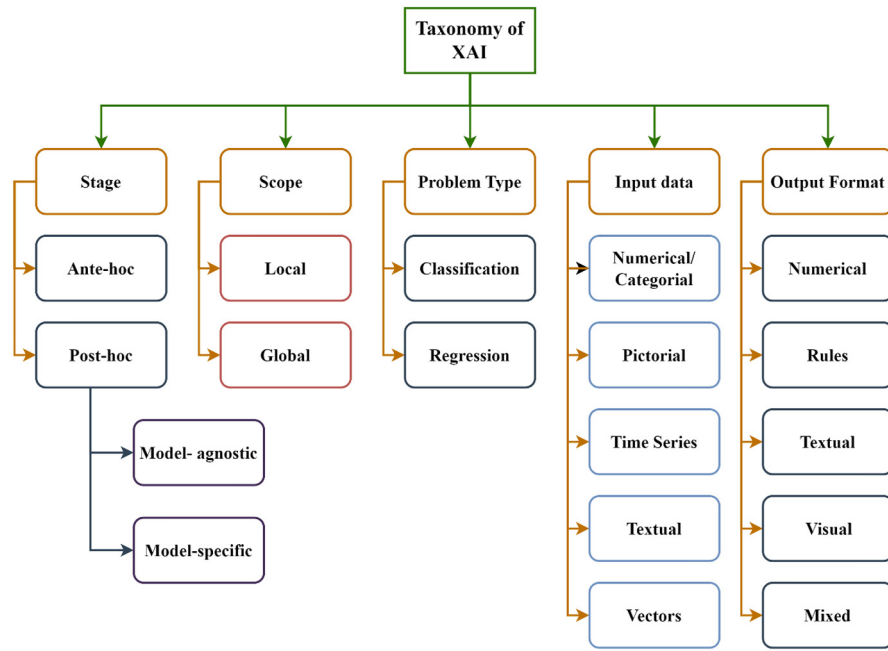 Taxonomy of
XAI
Stage
Scope
Problem Type
Input data
Output Format
Ante-hoc
Local
Classification
Numerical/
Categorial
Numerical
Post-hoc
Global
Regression
Pictorial
Rules
Model- agnostic
Time Series
Textual
Model-specific
Textual
Visual
Vectors
Mixed